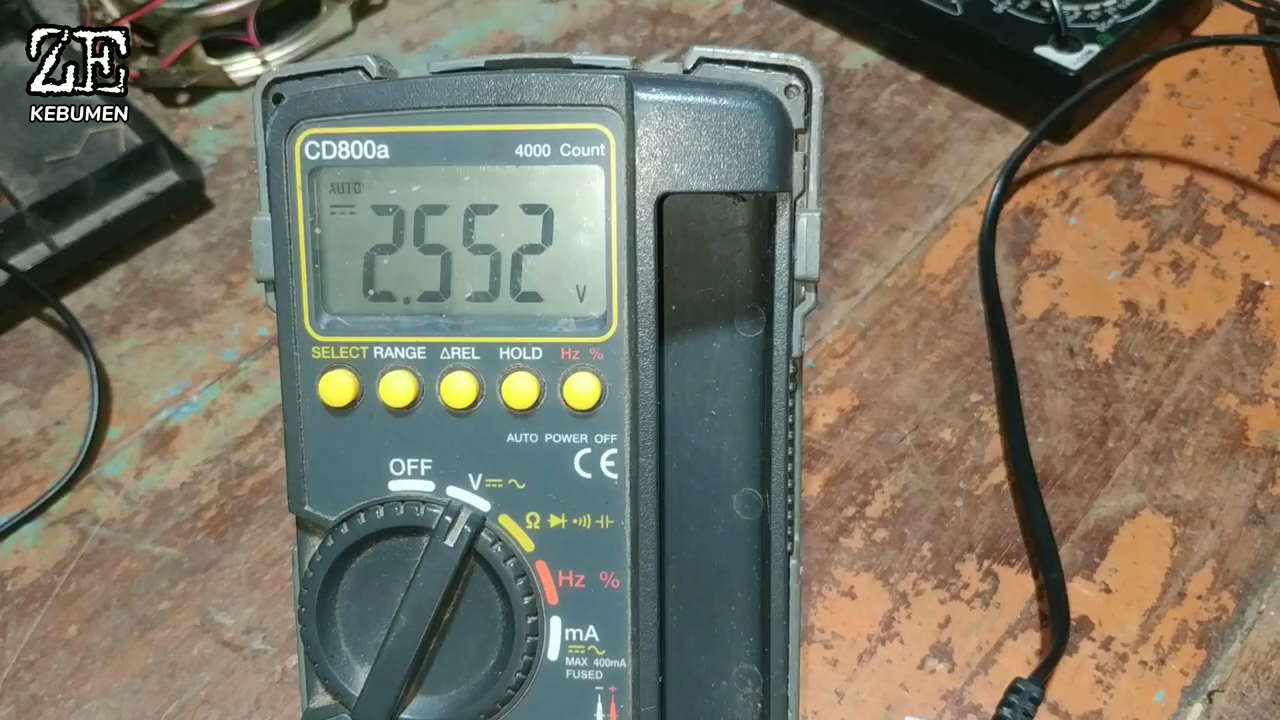 ZE
KEBUMEN
CD800a 4000 Count
AUTO
2.552 V
SELECT RANGE ΔREL HOLD Hz %
AUTO POWER OFF
CE
OFF
V
Ω
Hz %
mA
MAX 400mA
FUSED
− +